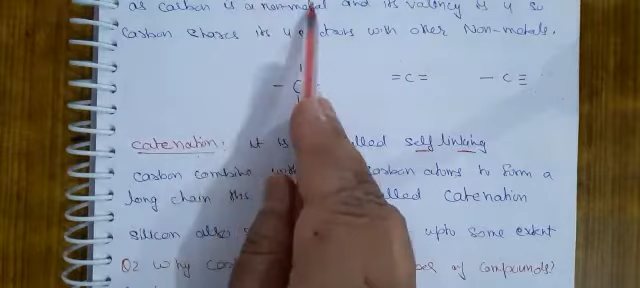 as carbon is a non-metal and its valency is 4 so
carbon shares its 4 electrons with other Non-metals.
- C = C = - C ≡
catenation. It is called self linking
carbon combine with carbon atoms to form a
long chain this called catenation
silicon also upto some extent
Q2 Why of compounds?